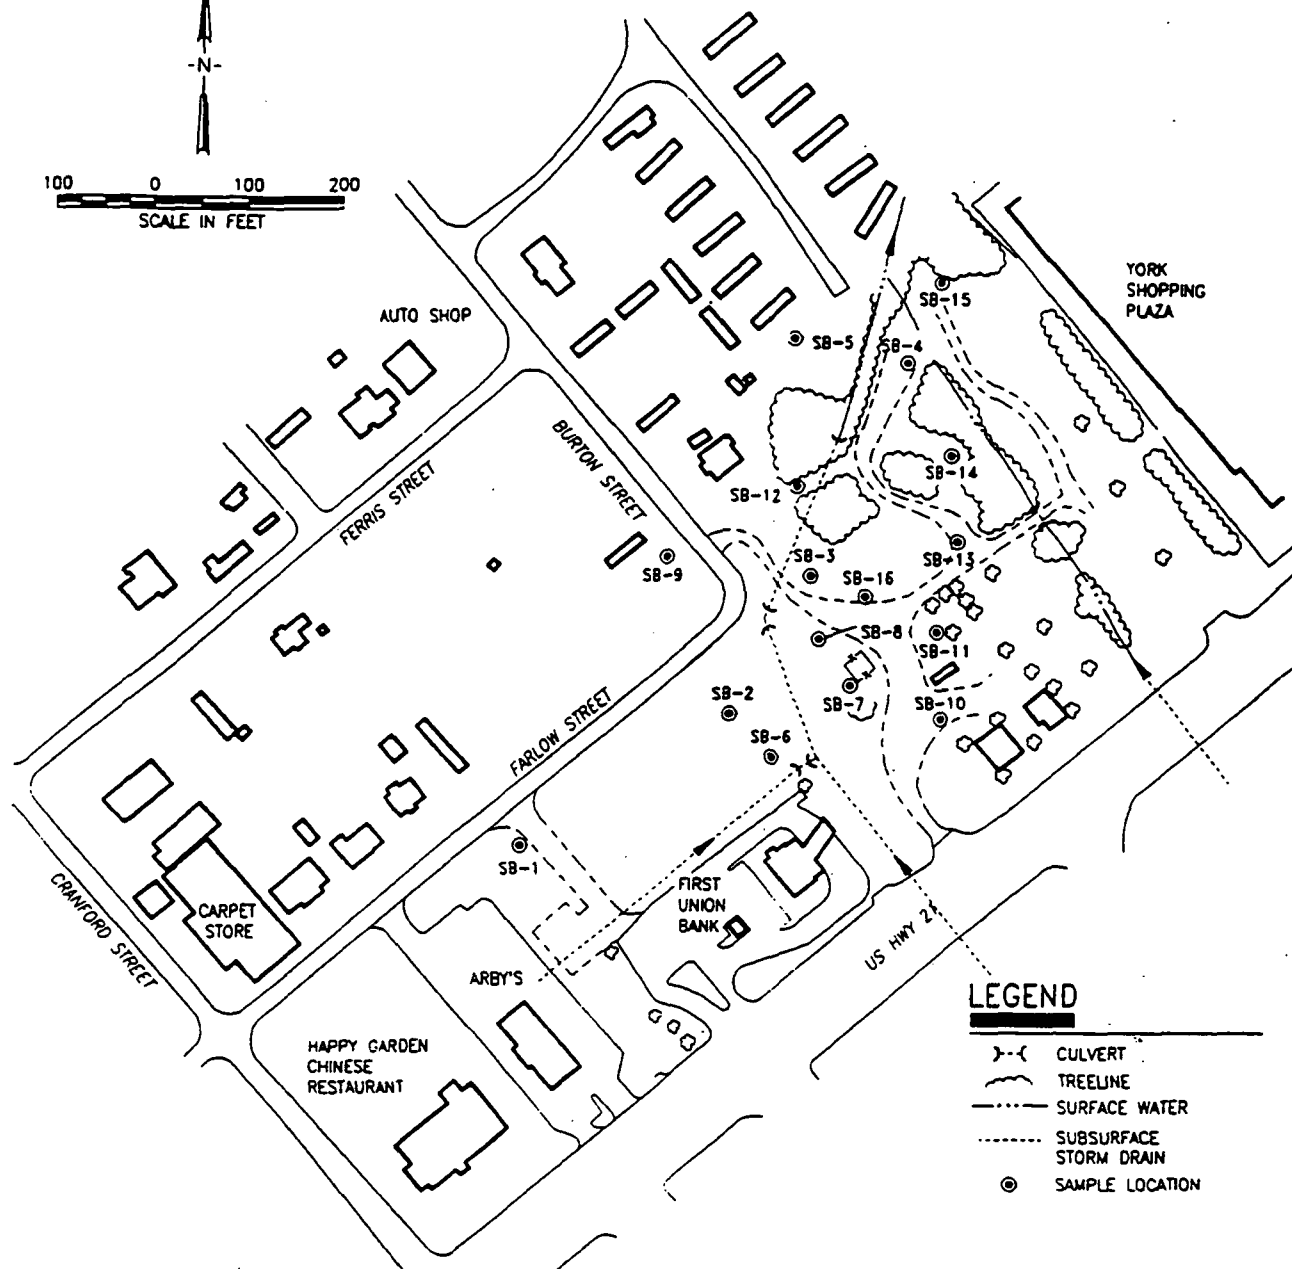 -N-
100 0 100 200
SCALE IN FEET
AUTO SHOP
YORK
SHOPPING
PLAZA
SB-15
SB-5
SB-4
BURTON STREET
FERRIS STREET
SB-14
SB-12
SB-13
SB-3
SB-9
SB-16
SB-8
SB-11
SB-2
SB-7
SB-10
SB-6
FARLOW STREET
SB-1
CRANFORD STREET
CARPET
STORE
FIRST
UNION
BANK
US HWY 21
ARBY'S
HAPPY GARDEN
CHINESE
RESTAURANT
LEGEND
CULVERT
TREELINE
SURFACE WATER
SUBSURFACE
STORM DRAIN
SAMPLE LOCATION